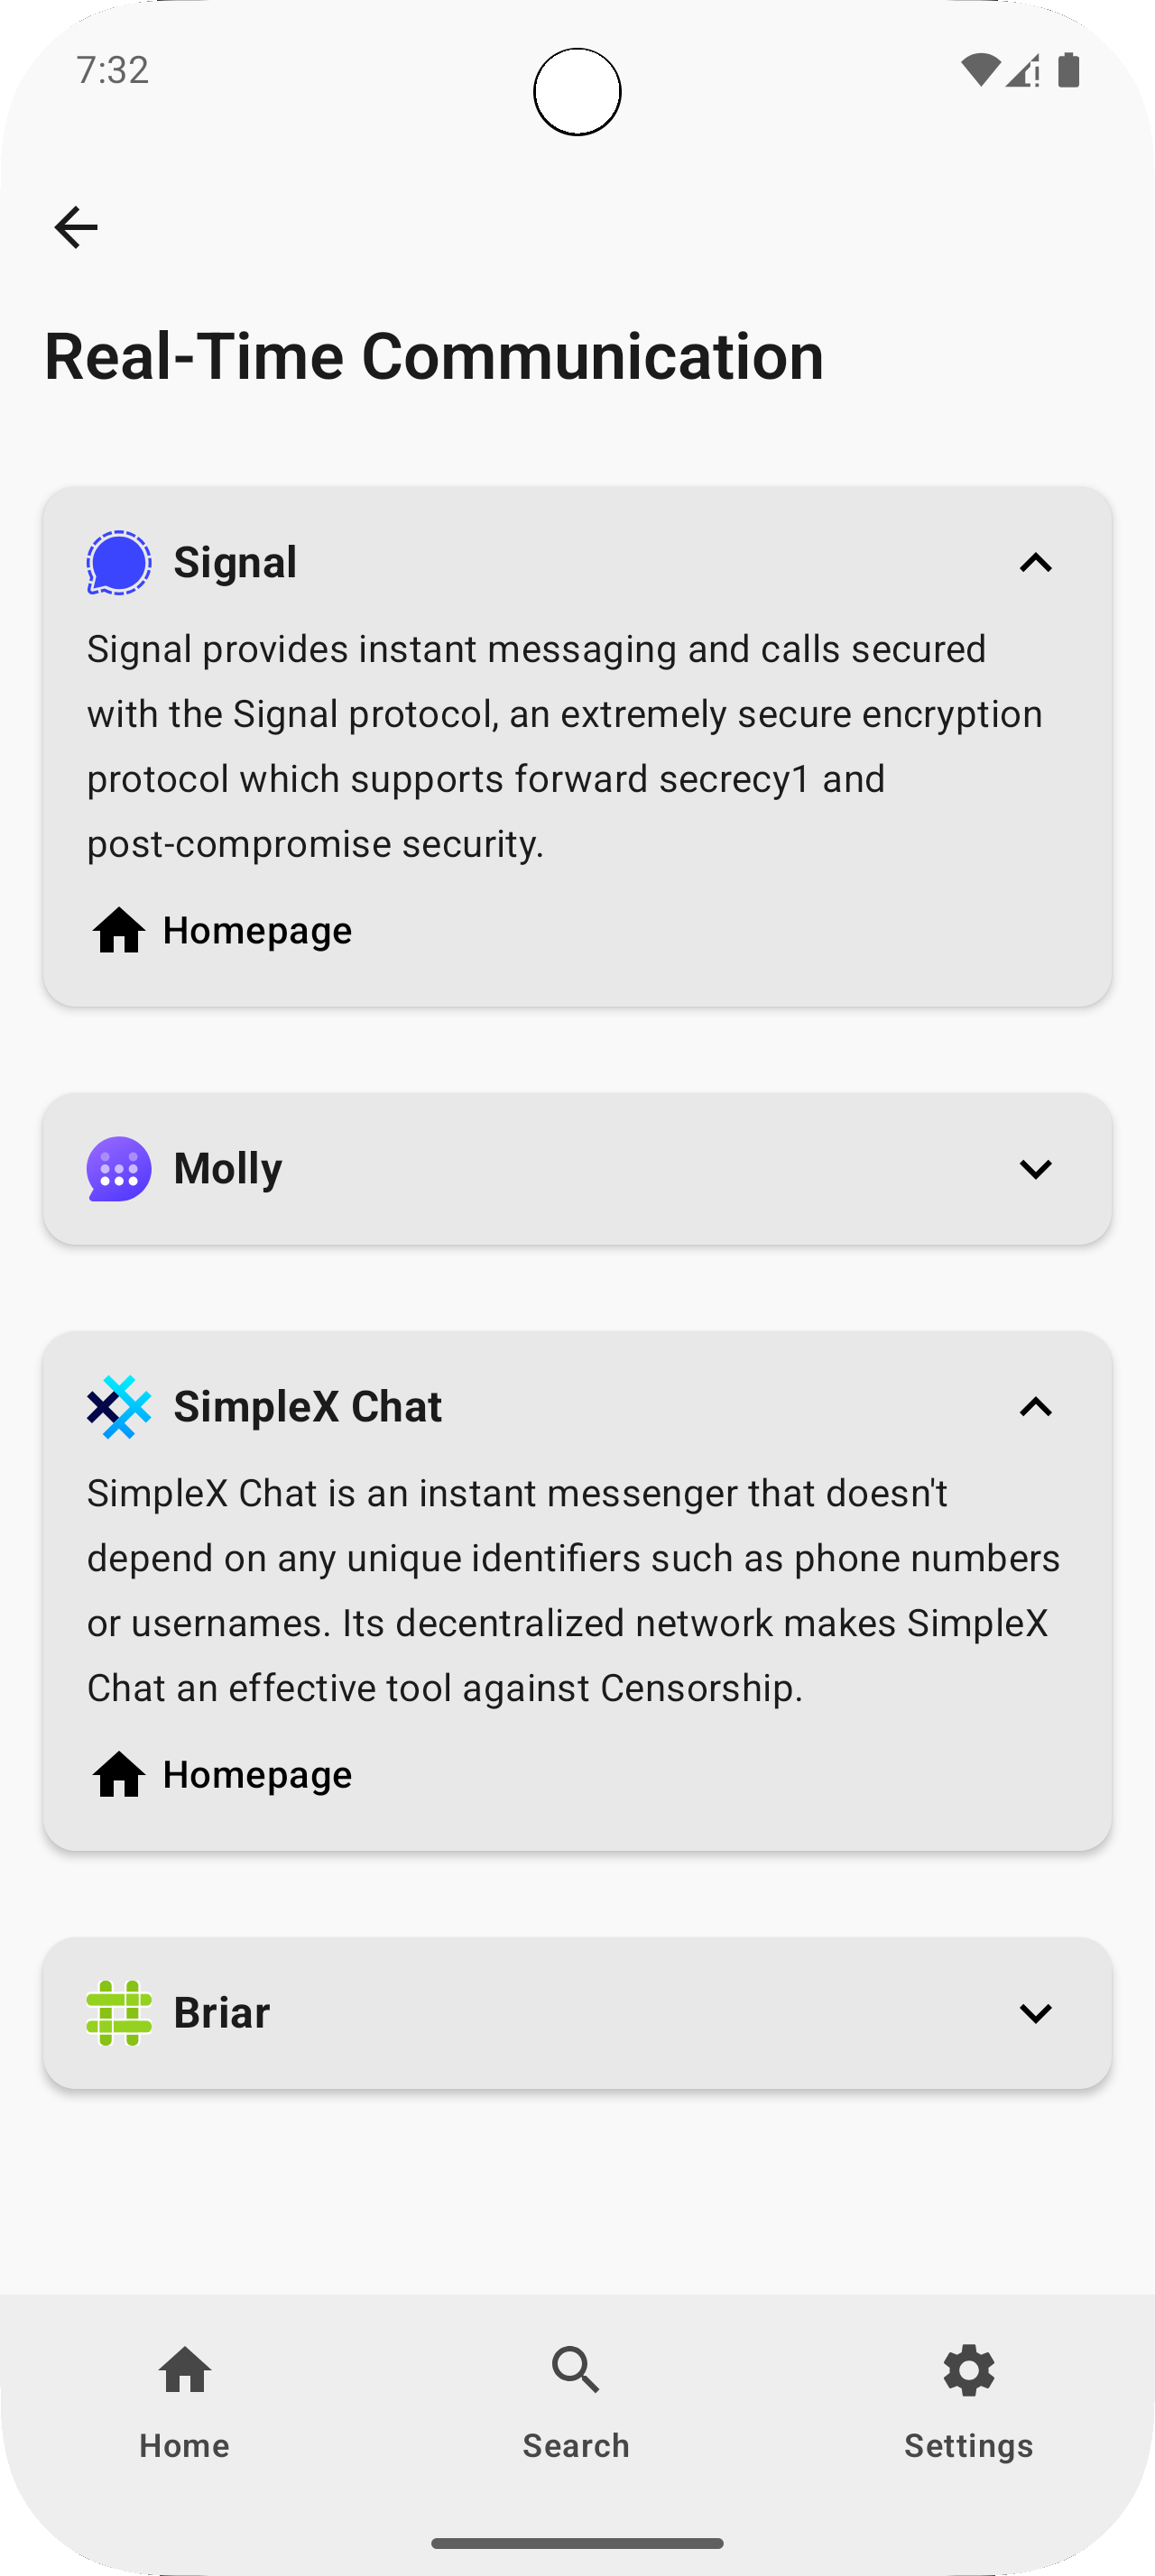 7:32
Real-Time Communication
Signal
Signal provides instant messaging and calls secured
with the Signal protocol, an extremely secure encryption
protocol which supports forward secrecy1 and
post-compromise security.
Homepage
Molly
SimpleX Chat
SimpleX Chat is an instant messenger that doesn't
depend on any unique identifiers such as phone numbers
or usernames. Its decentralized network makes SimpleX
Chat an effective tool against Censorship.
Homepage
Briar
Home
Search
Settings